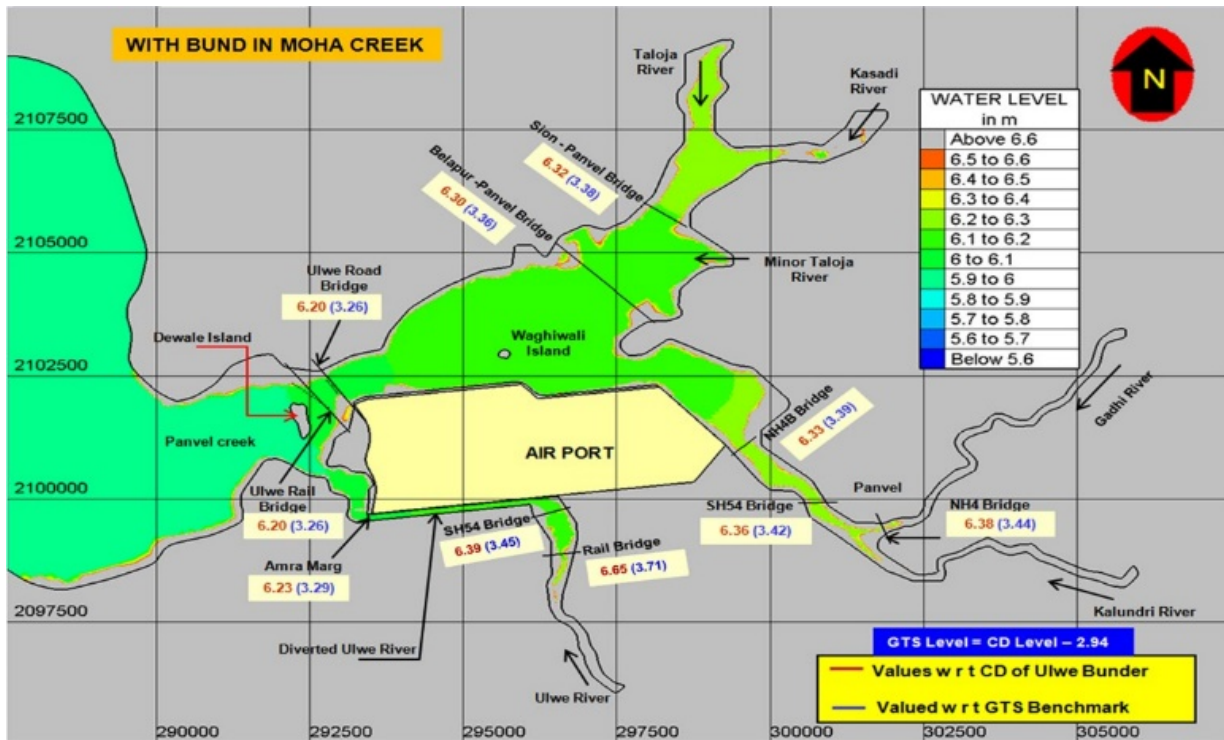 WITH BUND IN MOHA CREEK
Taloja
River
Kasadi
River
N
WATER LEVEL
in m
Above 6.6
6.5 to 6.6
6.4 to 6.5
6.3 to 6.4
6.2 to 6.3
6.1 to 6.2
6 to 6.1
5.9 to 6
5.8 to 5.9
5.7 to 5.8
5.6 to 5.7
Below 5.6
2107500
Sion - Panvel Bridge
6.32 (3.38)
Belapur -Panvel Bridge
6.30 (3.36)
2105000
Minor Taloja
River
Ulwe Road
Bridge
6.20 (3.26)
Dewale Island
Waghiwali
Island
2102500
Gadhi River
NH4B Bridge
6.33 (3.39)
Panvel creek
AIR PORT
2100000
Ulwe Rail
Bridge
6.20 (3.26)
Panvel
SH54 Bridge
6.36 (3.42)
NH4 Bridge
6.38 (3.44)
SH54 Bridge
6.39 (3.45)
Rail Bridge
6.65 (3.71)
Amra Marg
6.23 (3.29)
2097500
Kalundri River
Diverted Ulwe River
Ulwe River
GTS Level = CD Level – 2.94
Values w r t CD of Ulwe Bunder
Valued w r t GTS Benchmark
290000
292500
295000
297500
300000
302500
305000